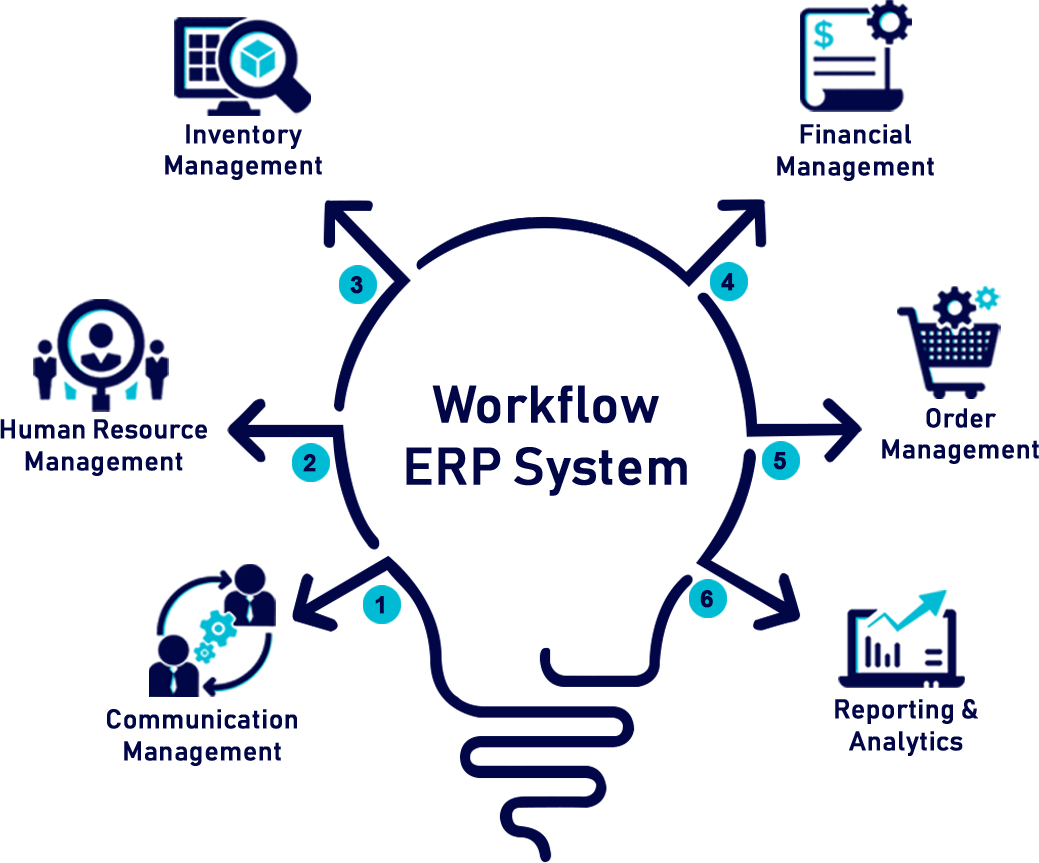 Inventory
Management
$
Financial
Management
3
4
Human Resource
Management
2
Workflow
ERP System
Order
Management
5
1
6
Communication
Management
Reporting &
Analytics